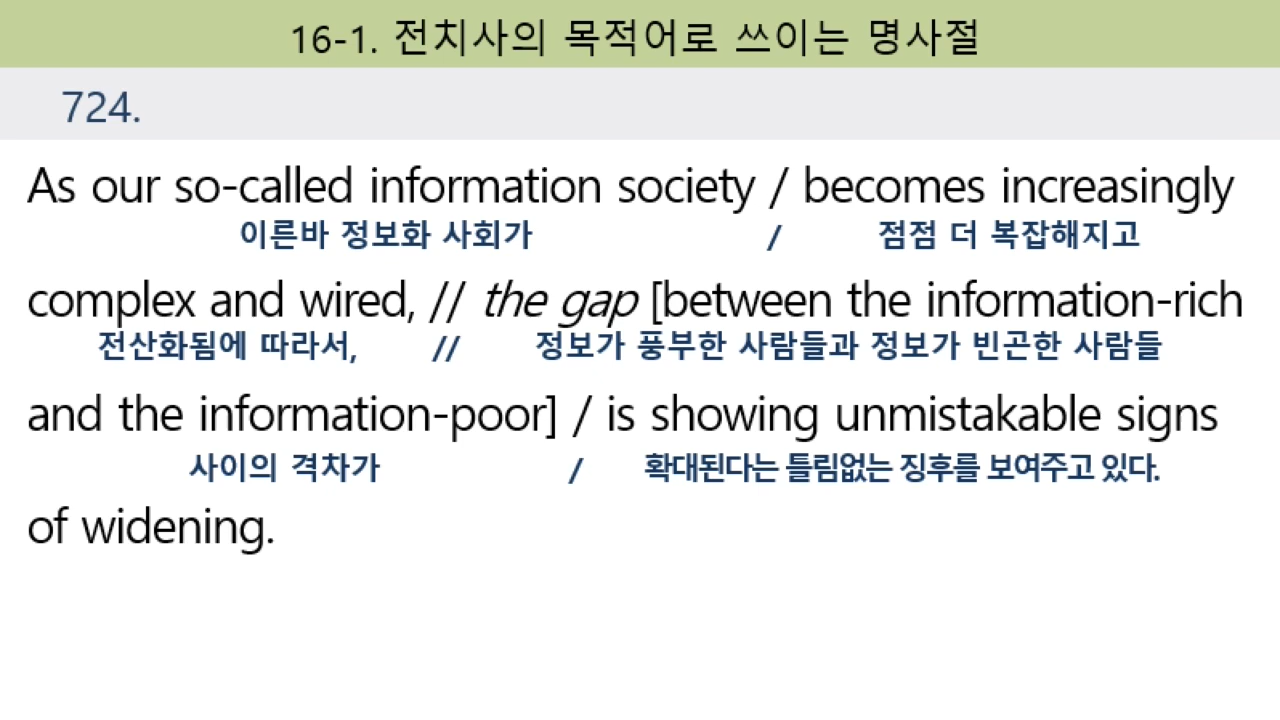 16-1. 전치사의 목적어로 쓰이는 명사절
724.
As our so-called information society / becomes increasingly
이른바 정보화 사회가 / 점점 더 복잡해지고
complex and wired, // the gap [between the information-rich
전산화됨에 따라서, // 정보가 풍부한 사람들과 정보가 빈곤한 사람들
and the information-poor] / is showing unmistakable signs
사이의 격차가 / 확대된다는 틀림없는 징후를 보여주고 있다.
of widening.